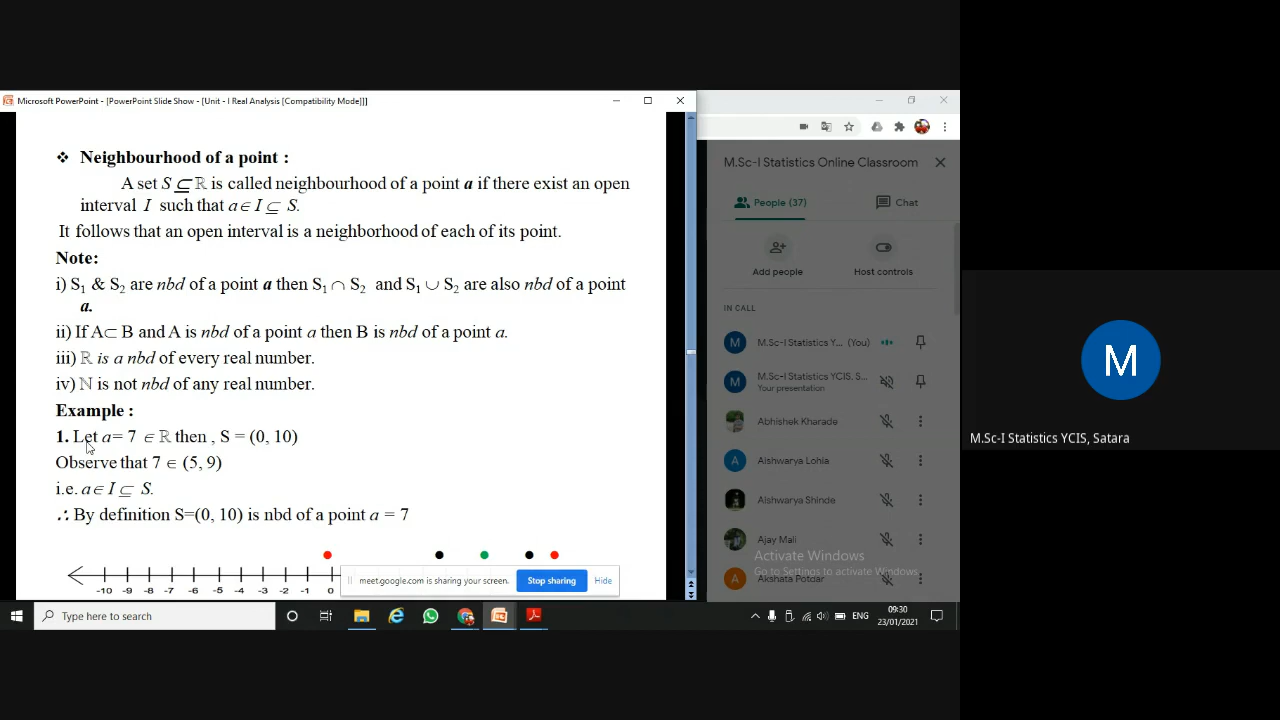 Microsoft PowerPoint - [PowerPoint Slide Show - [Unit - I Real Analysis [Compatibility Mode]]]
❖ Neighbourhood of a point :
A set S ⊆ ℝ is called neighbourhood of a point a if there exist an open
interval I such that a ∈ I ⊆ S.
It follows that an open interval is a neighborhood of each of its point.
Note:
i) S₁ & S₂ are nbd of a point a then S₁ ∩ S₂ and S₁ ∪ S₂ are also nbd of a point
a.
ii) If A⊂ B and A is nbd of a point a then B is nbd of a point a.
iii) ℝ is a nbd of every real number.
iv) ℕ is not nbd of any real number.
Example :
1. Let a= 7 ∈ ℝ then , S = (0, 10)
Observe that 7 ∈ (5, 9)
i.e. a ∈ I ⊆ S.
∴ By definition S=(0, 10) is nbd of a point a = 7
-10 -9 -8 -7 -6 -5 -4 -3 -2 -1 0
meet.google.com is sharing your screen. Stop sharing Hide
M.Sc-I Statistics Online Classroom
People (37) Chat
Add people Host controls
IN CALL
M M.Sc-I Statistics Y... (You)
M M.Sc-I Statistics YCIS, S...
Your presentation
Abhishek Kharade
A Aishwarya Lohia
Aishwarya Shinde
Ajay Mali
A Akshata Potdar
Activate Windows
Go to Settings to activate Windows.
Type here to search
ENG
09:30
23/01/2021
M
M.Sc-I Statistics YCIS, Satara